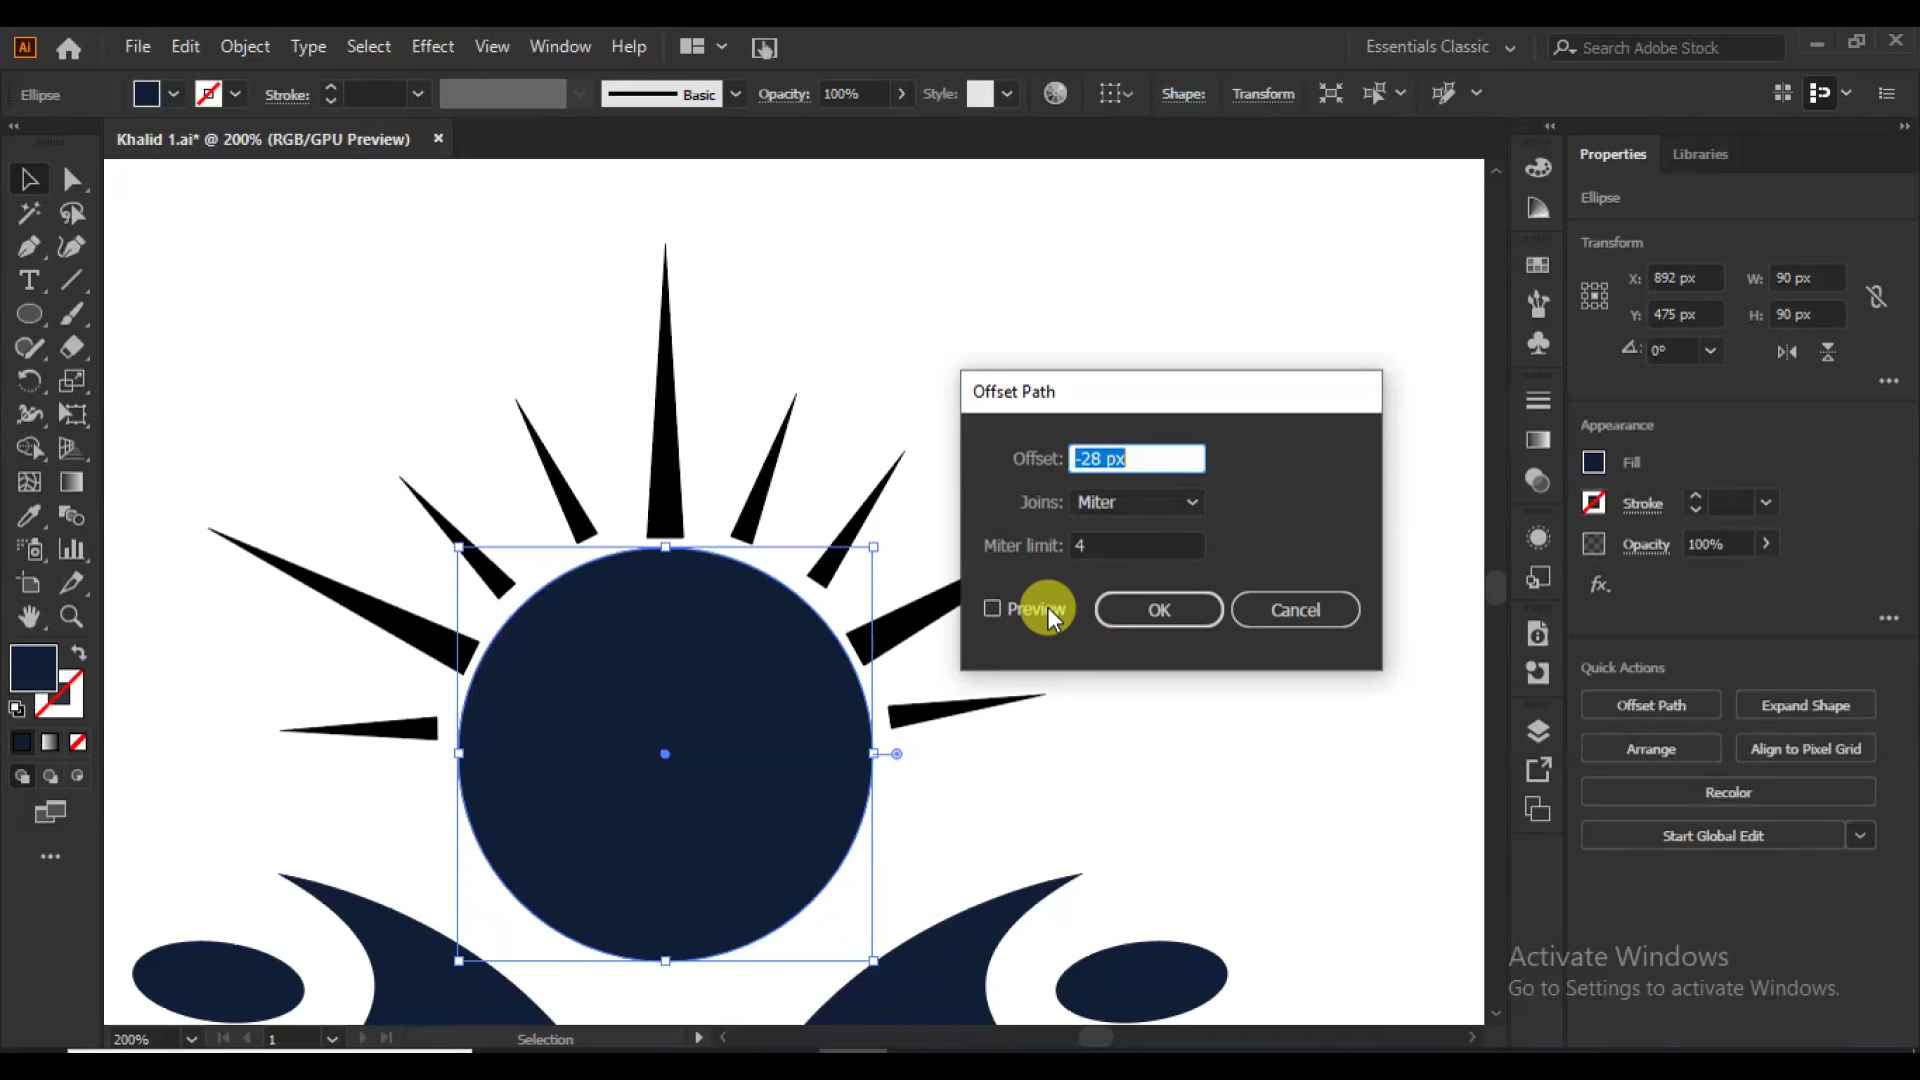 Ai File Edit Object Type Select Effect View Window Help Essentials Classic Search Adobe Stock
Ellipse Stroke: Basic Opacity: 100% Style: Shape: Transform
Khalid 1.ai* @ 200% (RGB/GPU Preview)
Properties Libraries
Ellipse
Transform
X: 892 px W: 90 px
Y: 475 px H: 90 px
0°
Appearance
Fill
Stroke
Opacity 100%
fx.
Quick Actions
Offset Path Expand Shape
Arrange Align to Pixel Grid
Recolor
Start Global Edit
Offset Path
Offset: -28 px
Joins: Miter
Miter limit: 4
Preview OK Cancel
Activate Windows
Go to Settings to activate Windows.
200% 1 Selection